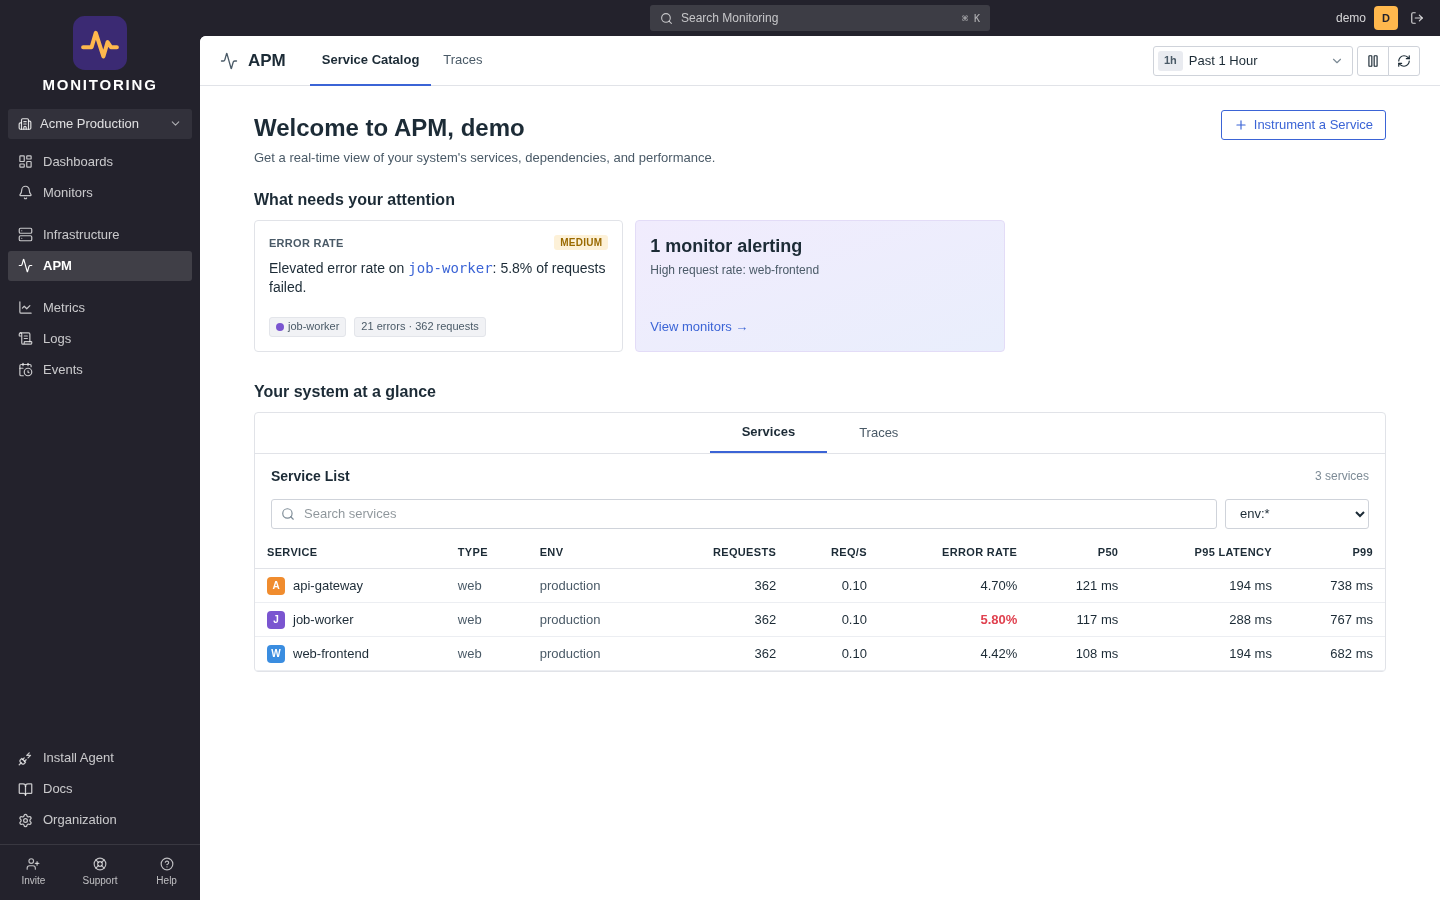 Search Monitoring
⌘ K
demo
D
MONITORING
Acme Production
Dashboards
Monitors
Infrastructure
APM
Metrics
Logs
Events
Install Agent
Docs
Organization
Invite
Support
Help
APM
Service Catalog
Traces
1h Past 1 Hour
Welcome to APM, demo
Instrument a Service
Get a real-time view of your system's services, dependencies, and performance.
What needs your attention
ERROR RATE
MEDIUM
Elevated error rate on job-worker: 5.8% of requests
failed.
job-worker
21 errors · 362 requests
1 monitor alerting
High request rate: web-frontend
View monitors →
Your system at a glance
Services
Traces
Service List
3 services
Search services
env:*
SERVICE TYPE ENV REQUESTS REQ/S ERROR RATE P50 P95 LATENCY P99
A api-gateway web production 362 0.10 4.70% 121 ms 194 ms 738 ms
J job-worker web production 362 0.10 5.80% 117 ms 288 ms 767 ms
W web-frontend web production 362 0.10 4.42% 108 ms 194 ms 682 ms